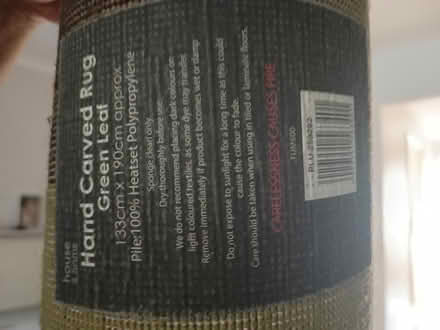 house
& home
Hand Carved Rug
Green Leaf
133cm x 190cm approx.
Pile:100% Heatset Polypropylene
Sponge clean only.
Dry thoroughly before use.
We do not recommend placing dark colours on
light coloured textiles, as some dye may transfer.
Remove immediately if product becomes wet or damp.
Do not expose to sunlight for a long time as this could
cause the colour to fade.
Care should be taken when using in tiled or laminate floors.
CARELESSNESS CAUSES FIRE